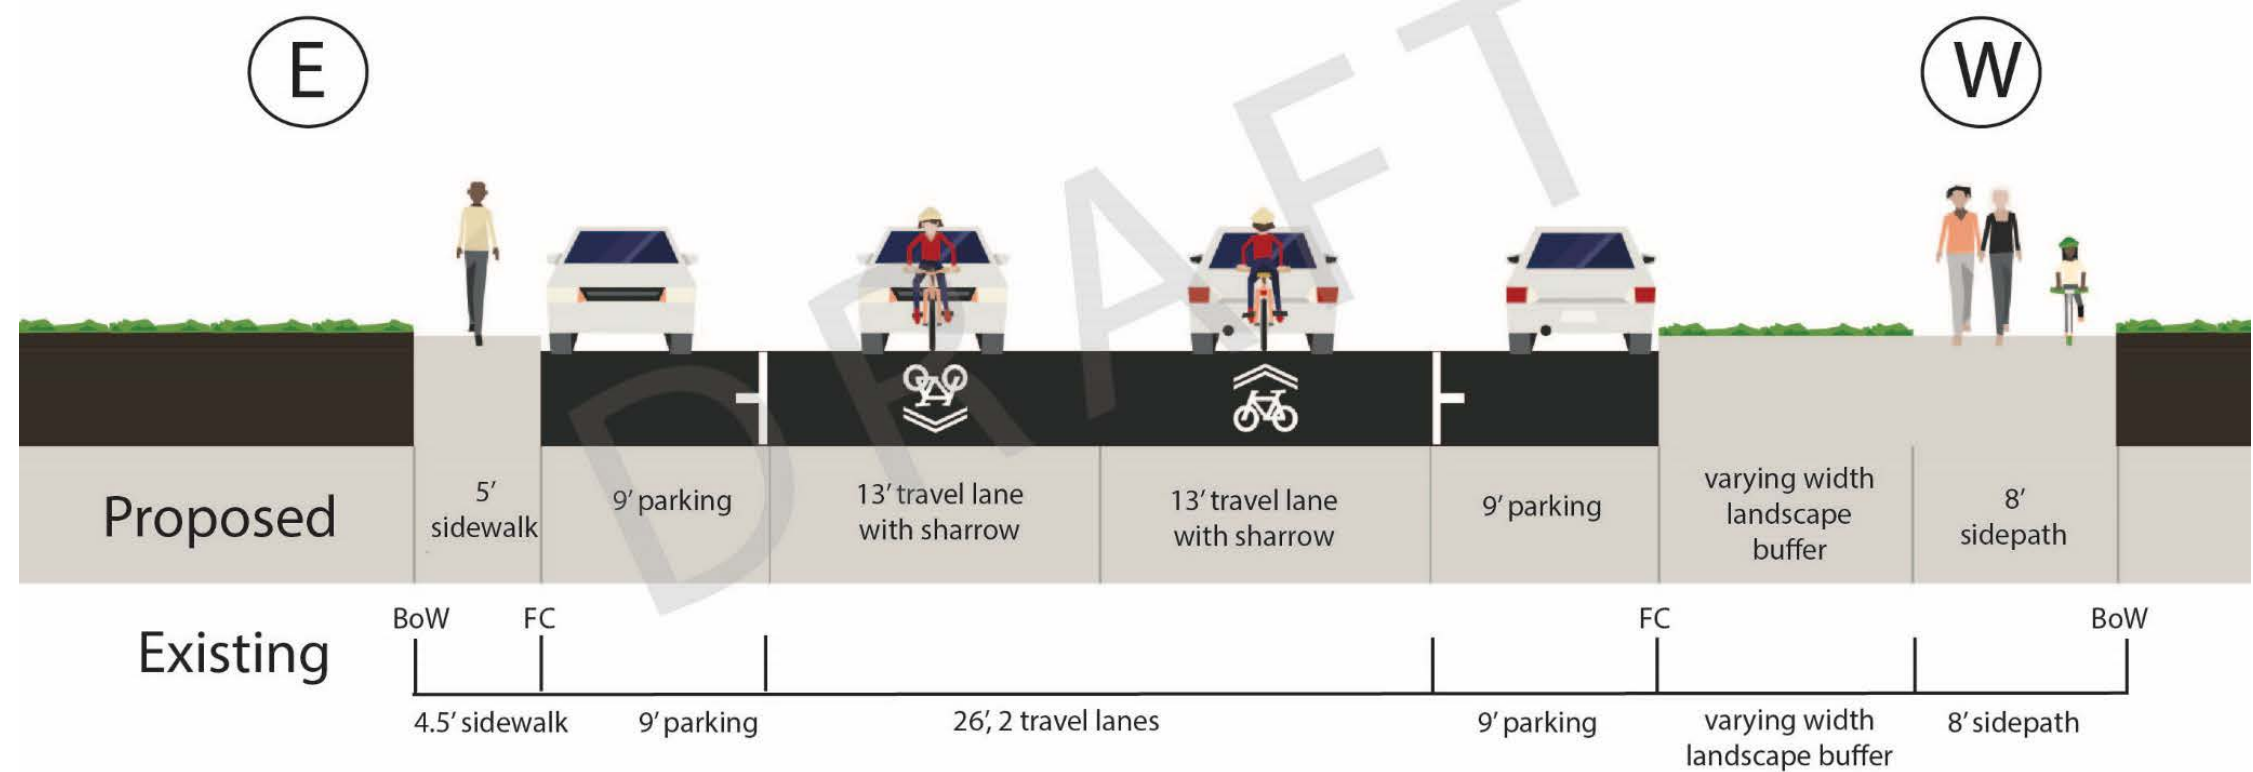 E
W
DRAFT
Proposed
5′
sidewalk
9′ parking
13′ travel lane
with sharrow
13′ travel lane
with sharrow
9′ parking
varying width
landscape
buffer
8′
sidepath
Existing
BoW
FC
FC
BoW
4.5′ sidewalk
9′ parking
26′, 2 travel lanes
9′ parking
varying width
landscape buffer
8′ sidepath